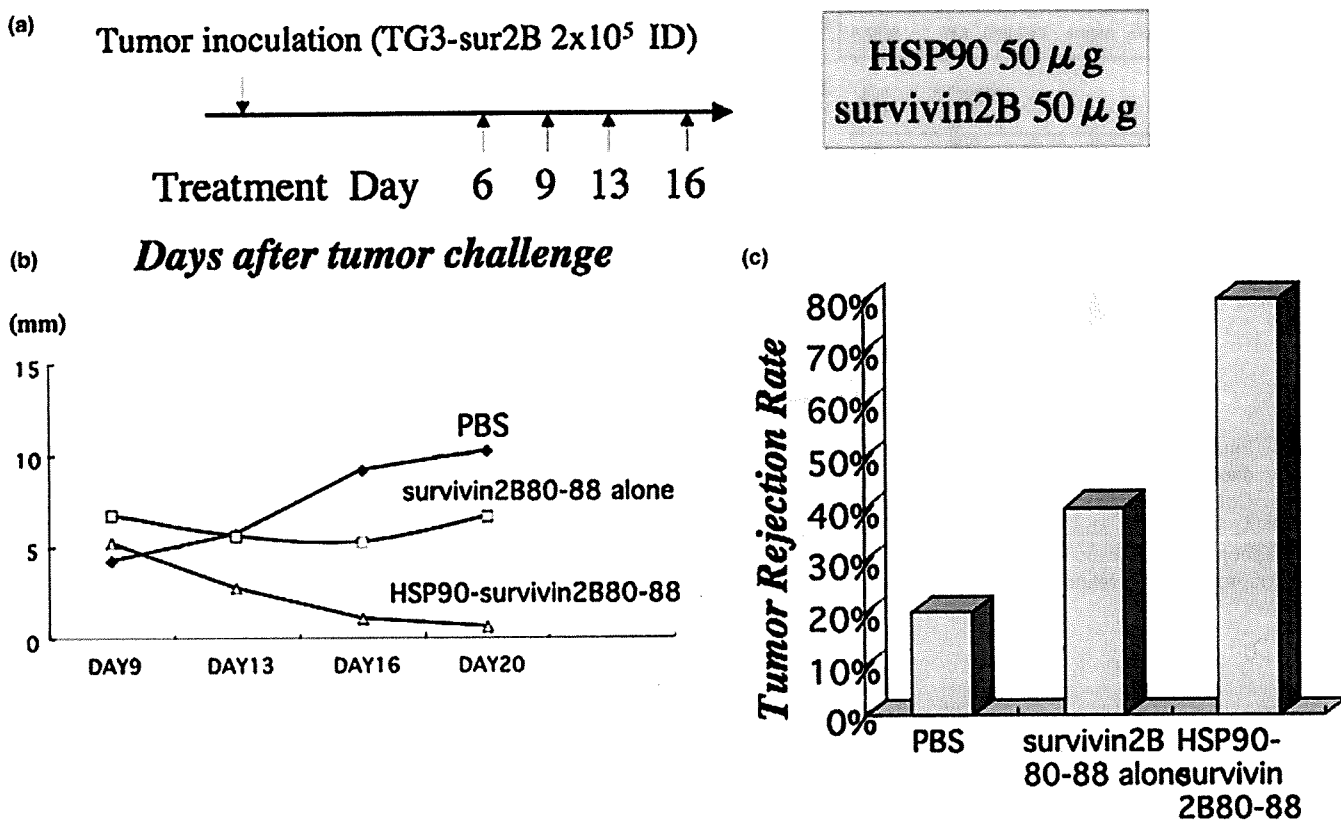 (a)
Tumor inoculation (TG3-sur2B 2x10⁵ ID)
HSP90 50 μg
survivin2B 50 μg
Treatment Day 6 9 13 16
Days after tumor challenge
(b)
(mm)
15
10
5
0
PBS
survivin2B80-88 alone
HSP90-survivin2B80-88
DAY9 DAY13 DAY16 DAY20
(c)
Tumor Rejection Rate
80%
70%
60%
50%
40%
30%
20%
10%
0%
PBS
survivin2B
80-88 alone
HSP90-
survivin
2B80-88